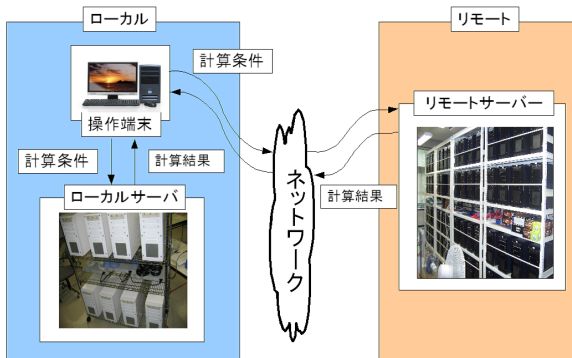 ローカル
リモート
計算条件
操作端末
リモートサーバー
計算条件
計算結果
計算結果
ローカルサーバ
ネットワーク